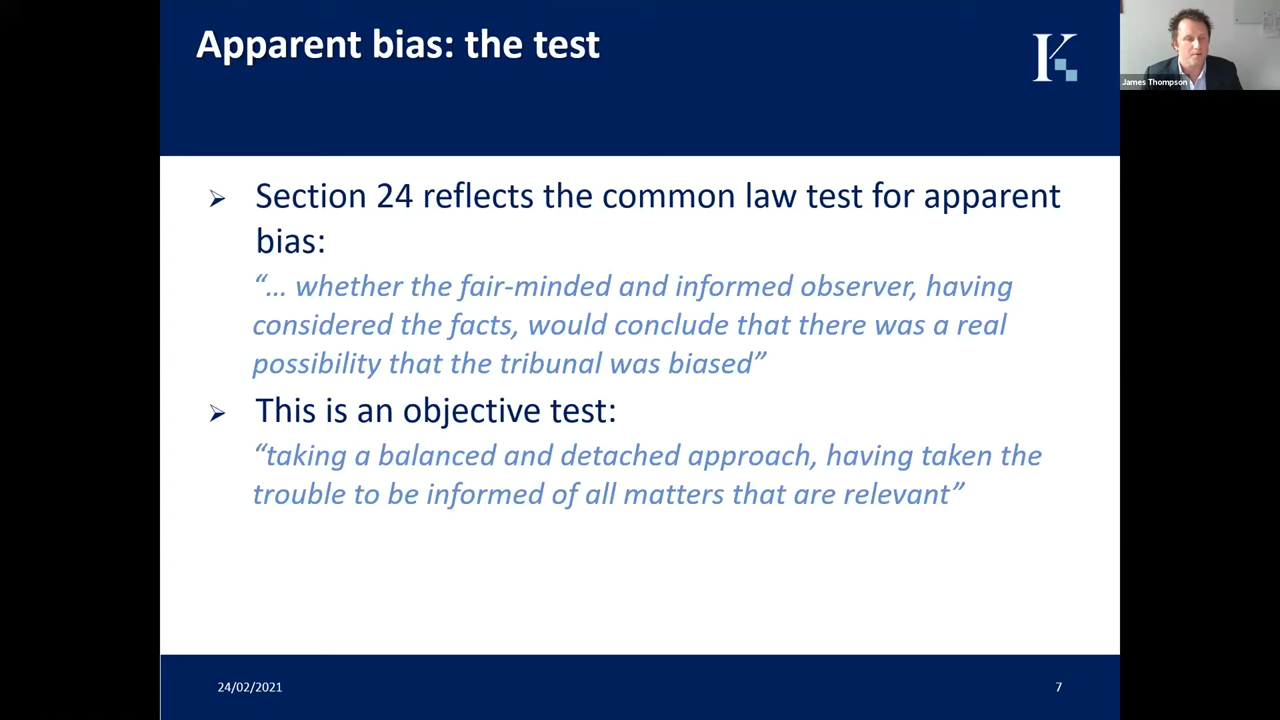 Apparent bias: the test
K
James Thompson
➢ Section 24 reflects the common law test for apparent
bias:
“... whether the fair-minded and informed observer, having
considered the facts, would conclude that there was a real
possibility that the tribunal was biased”
➢ This is an objective test:
“taking a balanced and detached approach, having taken the
trouble to be informed of all matters that are relevant”
24/02/2021
7